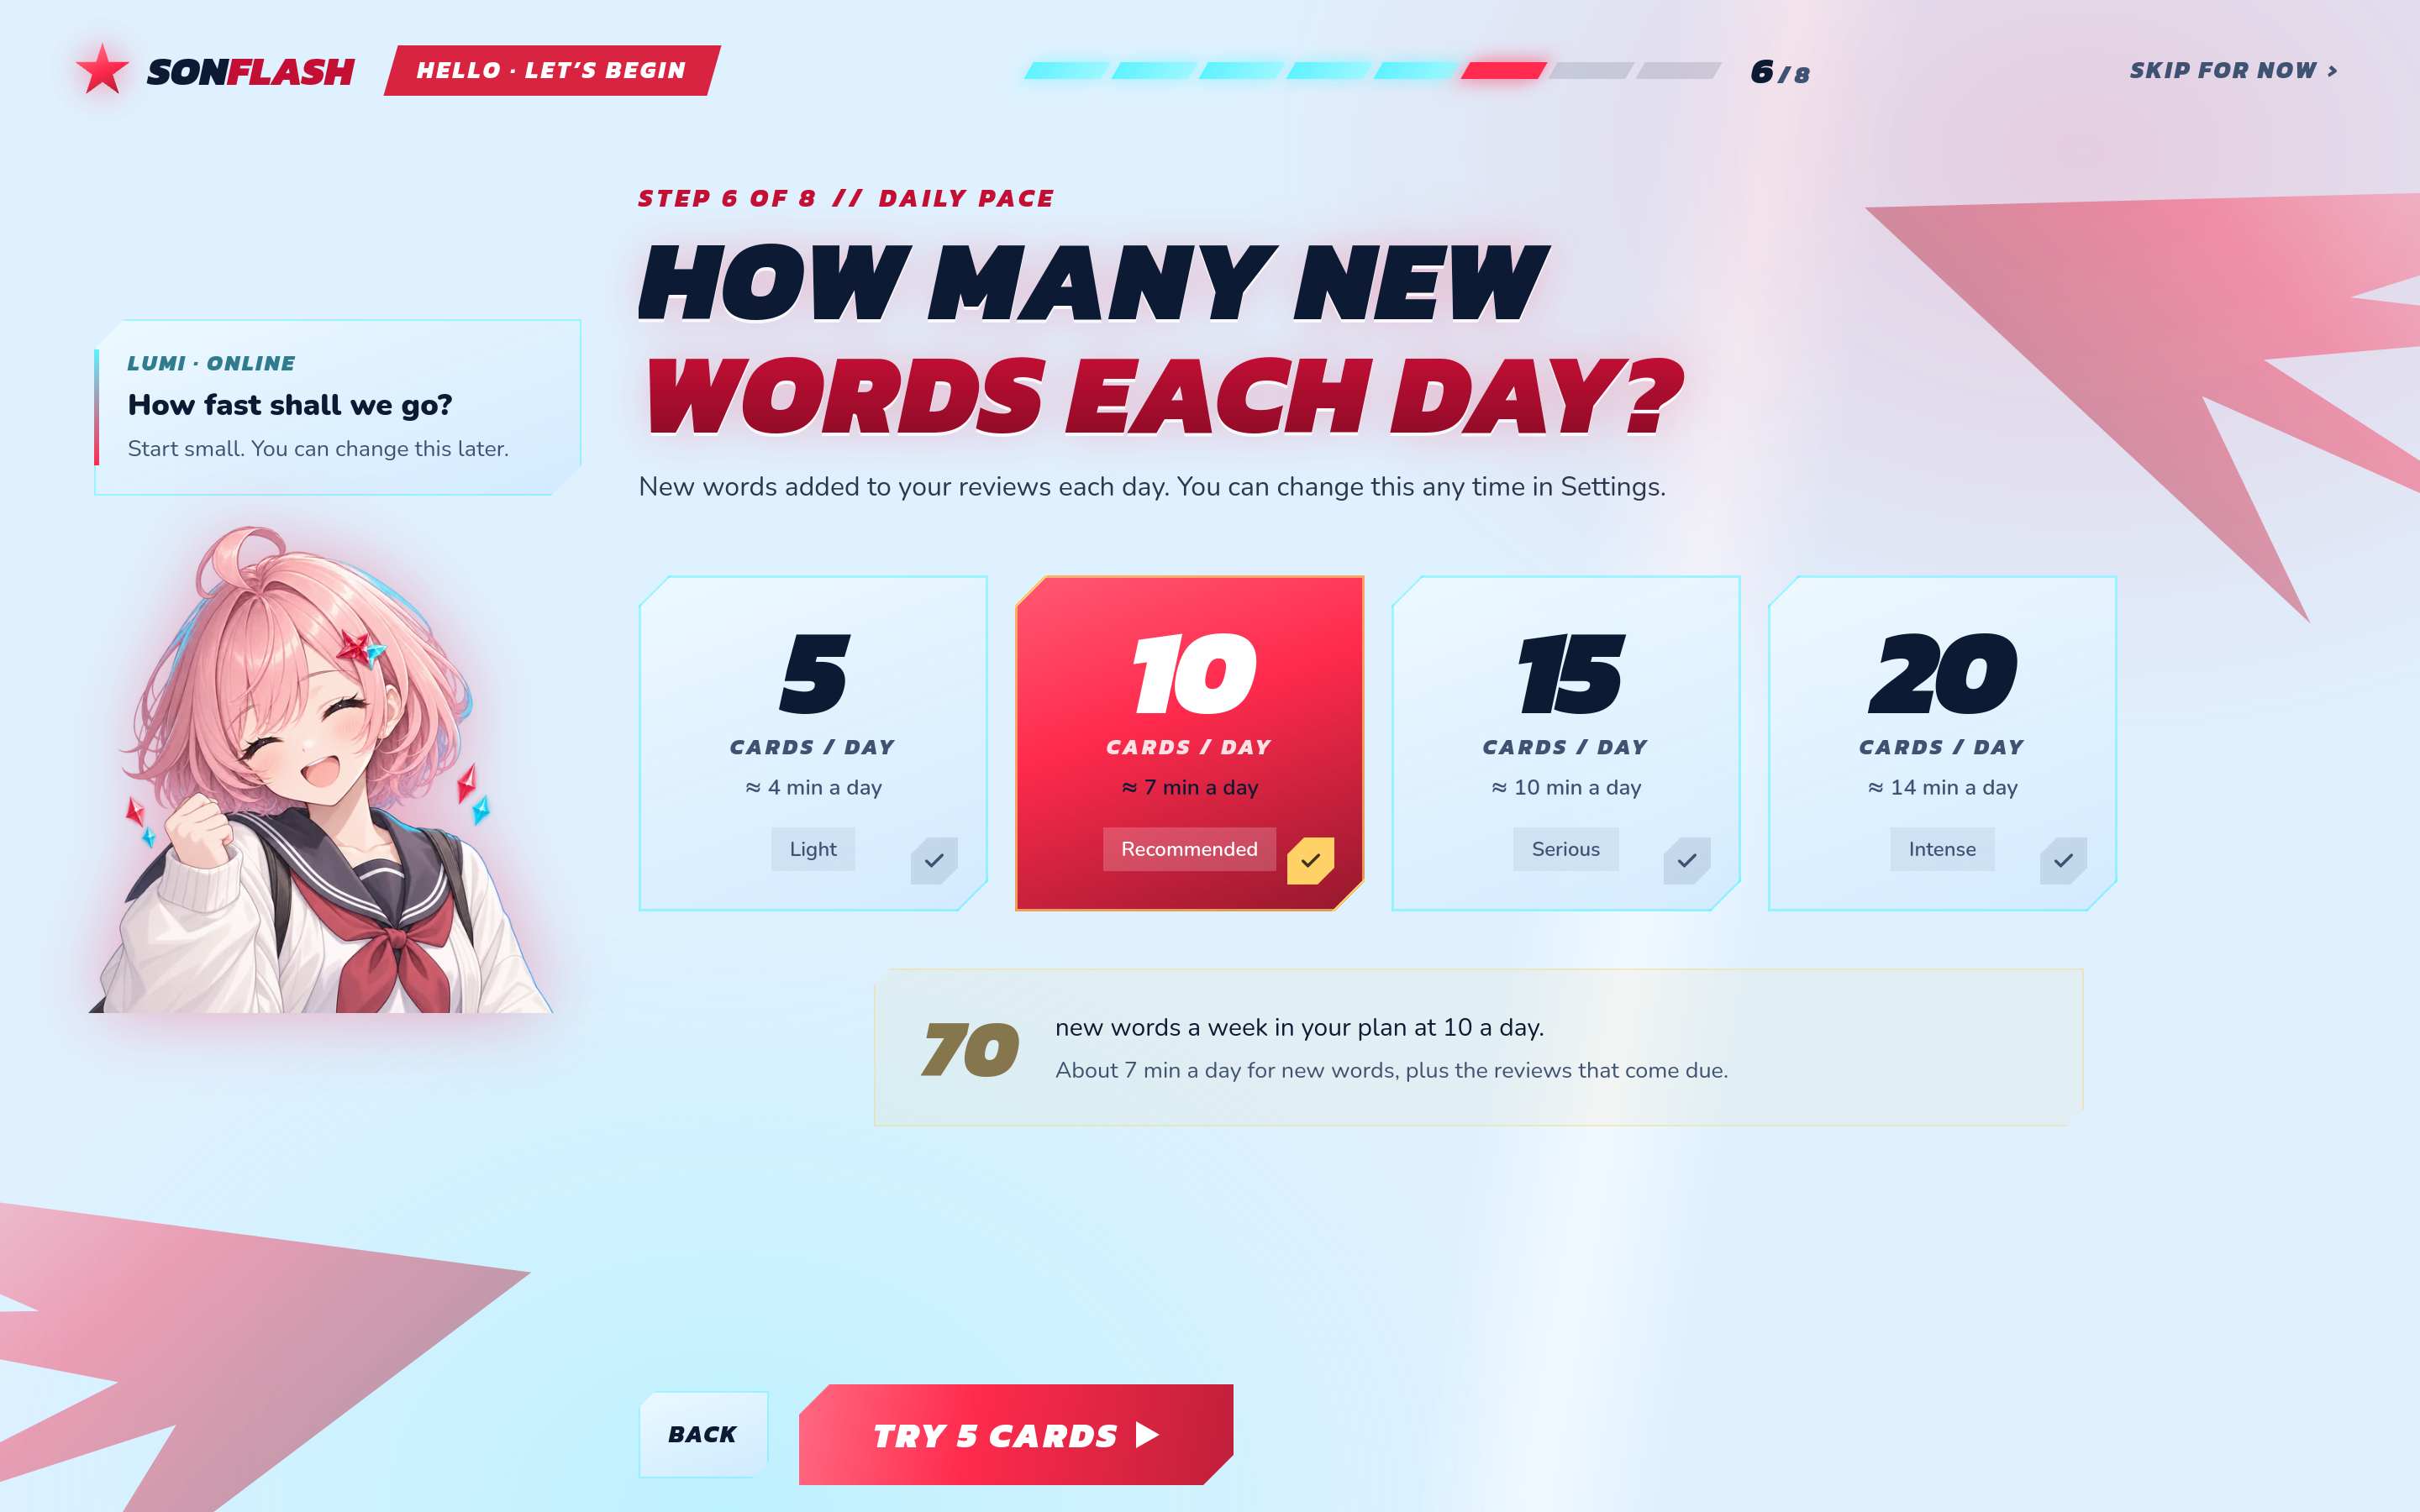 SONFLASH
HELLO · LET’S BEGIN
6 / 8
SKIP FOR NOW ›
STEP 6 OF 8 // DAILY PACE
HOW MANY NEW
WORDS EACH DAY?
New words added to your reviews each day. You can change this any time in Settings.
LUMI · ONLINE
How fast shall we go?
Start small. You can change this later.
5
CARDS / DAY
≈ 4 min a day
Light
10
CARDS / DAY
≈ 7 min a day
Recommended
15
CARDS / DAY
≈ 10 min a day
Serious
20
CARDS / DAY
≈ 14 min a day
Intense
70
new words a week in your plan at 10 a day.
About 7 min a day for new words, plus the reviews that come due.
BACK
TRY 5 CARDS